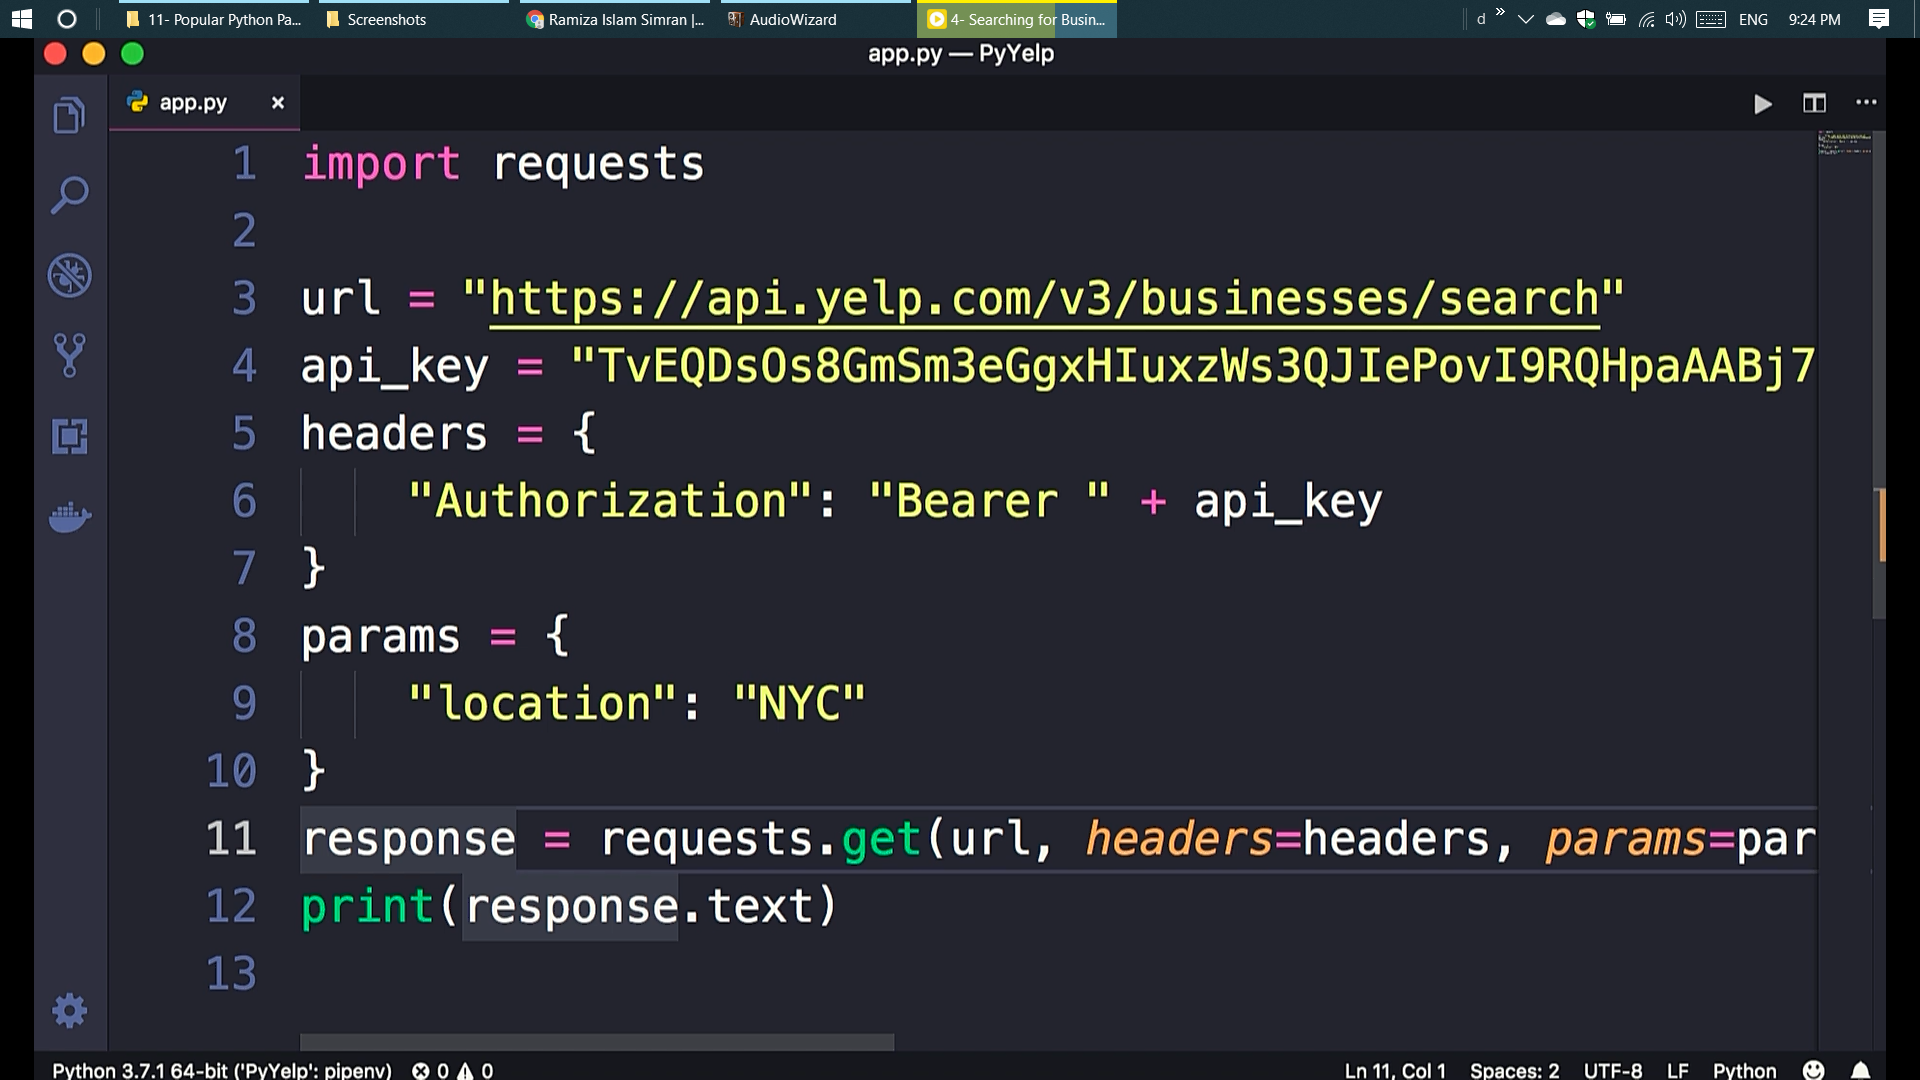 11- Popular Python Pa...
Screenshots
Ramiza Islam Simran |...
AudioWizard
4- Searching for Busin...
d
ENG
9:24 PM
app.py — PyYelp
app.py
1 import requests
2
3 url = "https://api.yelp.com/v3/businesses/search"
4 api_key = "TvEQDsOs8GmSm3eGgxHIuxzWs3QJIePovI9RQHpaAABj7
5 headers = {
6 "Authorization": "Bearer " + api_key
7 }
8 params = {
9 "location": "NYC"
10 }
11 response = requests.get(url, headers=headers, params=par
12 print(response.text)
13
Python 3.7.1 64-bit ('PyYelp': pipenv) 0 0 Ln 11, Col 1 Spaces: 2 UTF-8 LF Python